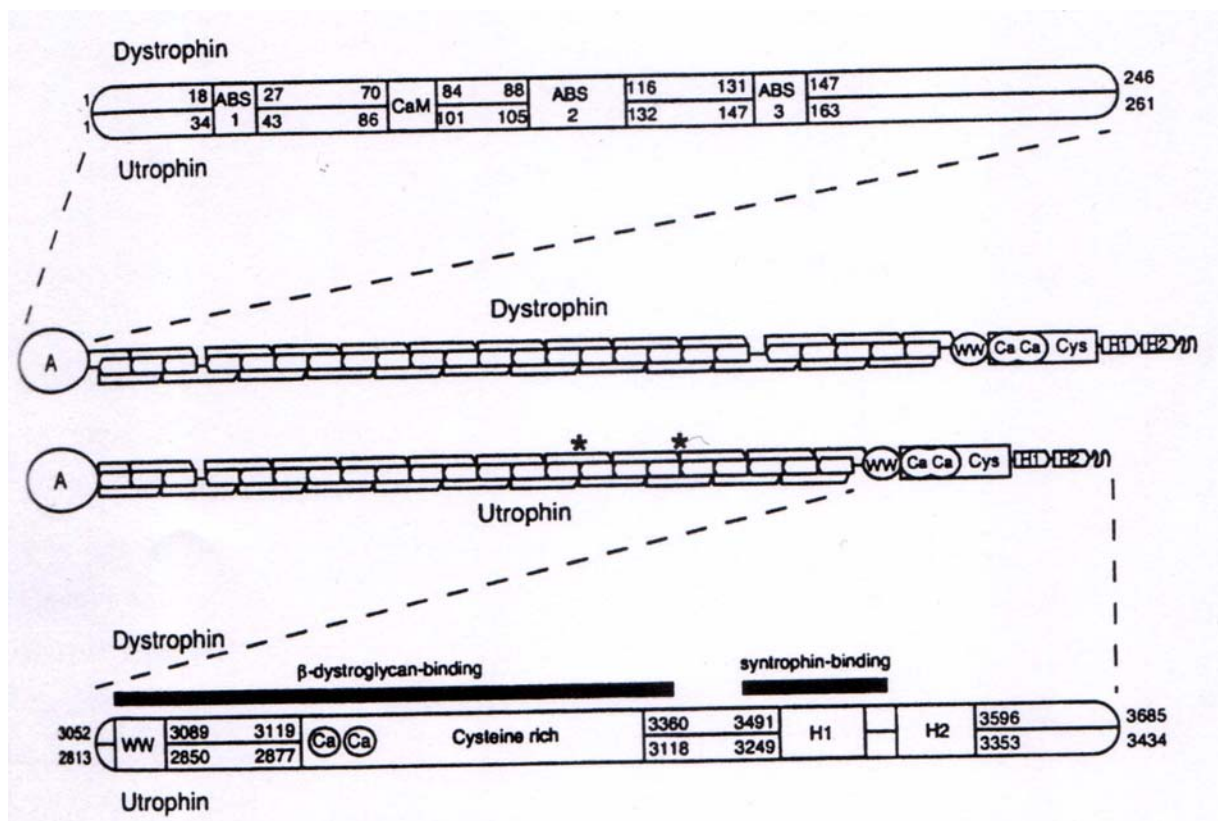 Dystrophin
1 18 ABS 27 70 CaM 84 88 ABS 116 131 ABS 147 246
1 34 1 43 86 101 105 2 132 147 3 163 261
Utrophin
Dystrophin
A WW Ca Ca Cys H1 H2
* *
A WW Ca Ca Cys H1 H2
Utrophin
Dystrophin
β-dystroglycan-binding syntrophin-binding
3052 WW 3089 3119 Ca Ca Cysteine rich 3360 3491 H1 H2 3596 3685
2813 2850 2877 3118 3249 3353 3434
Utrophin